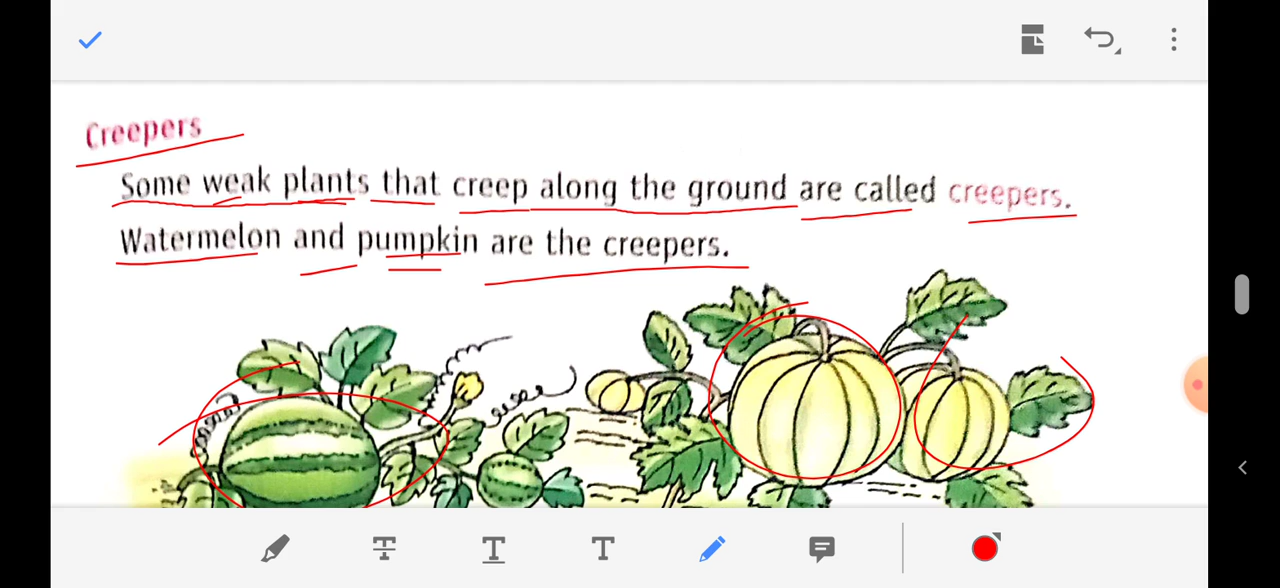 Creepers
Some weak plants that creep along the ground are called creepers.
Watermelon and pumpkin are the creepers.